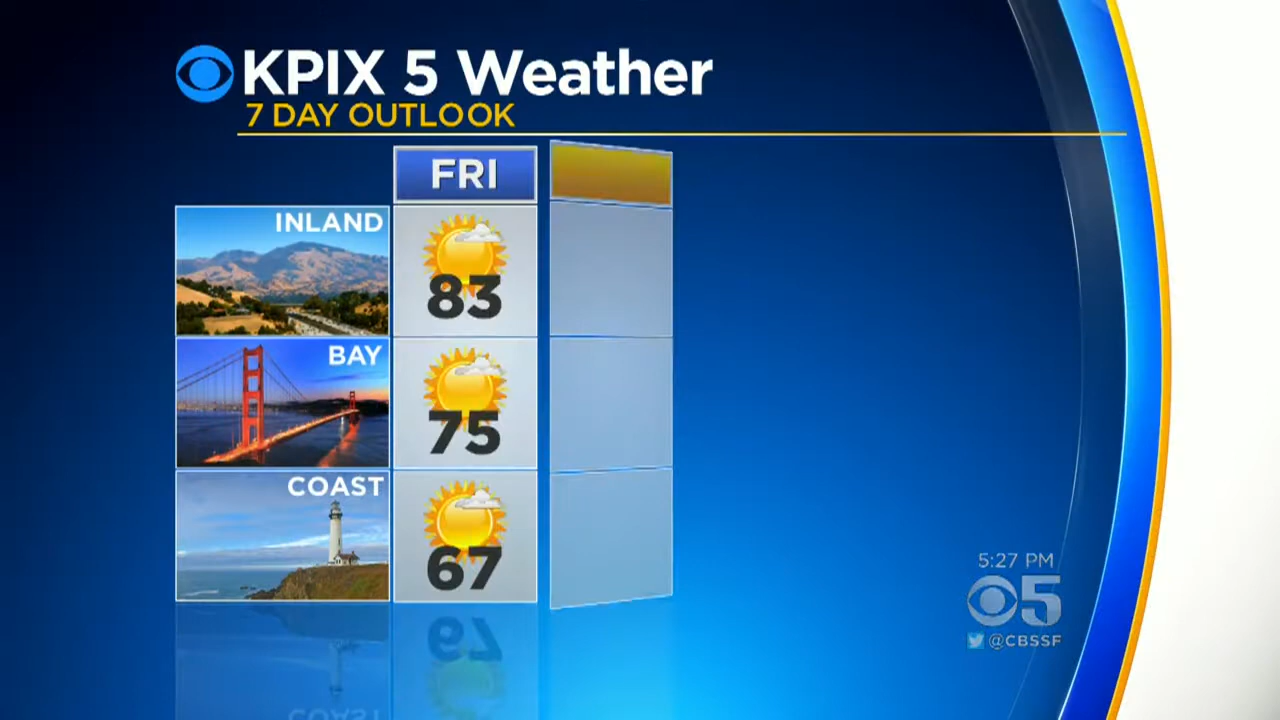 KPIX 5 Weather
7 DAY OUTLOOK
FRI
INLAND
83
BAY
75
COAST
67
5:27 PM
5
@CBSSF